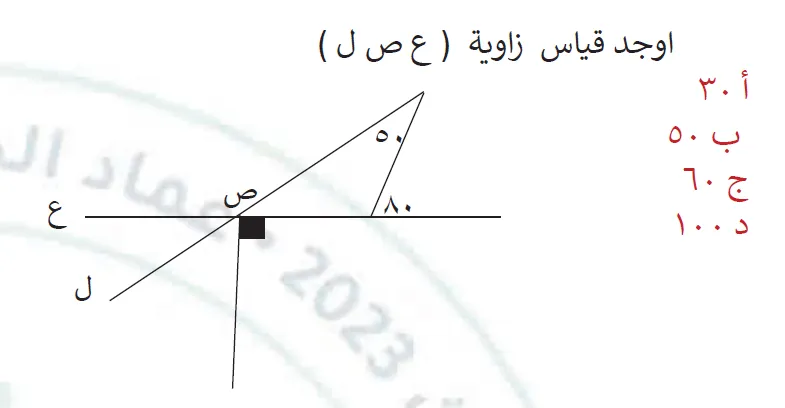 اوجد قياس زاوية ( ع ص ل )
أ ٣٠
ب ٥٠
ج ٦٠
د ١٠٠
٥٠
ص
٨٠
ع
ل
عماد ال
2023